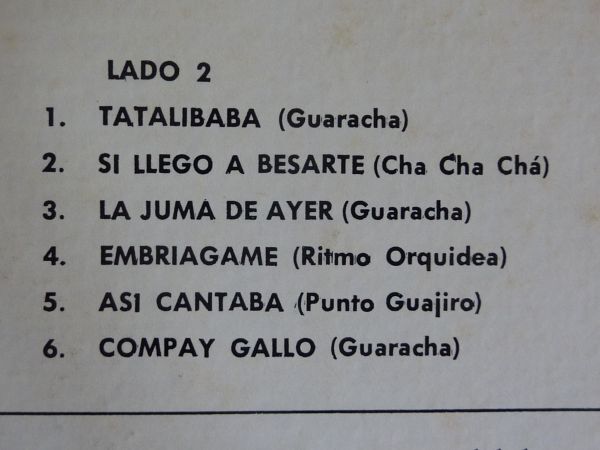 LADO 2
1. TATALIBABA (Guaracha)
2. SI LLEGO A BESARTE (Cha Cha Chá)
3. LA JUMA DE AYER (Guaracha)
4. EMBRIAGAME (Ritmo Orquidea)
5. ASI CANTABA (Punto Guajiro)
6. COMPAY GALLO (Guaracha)